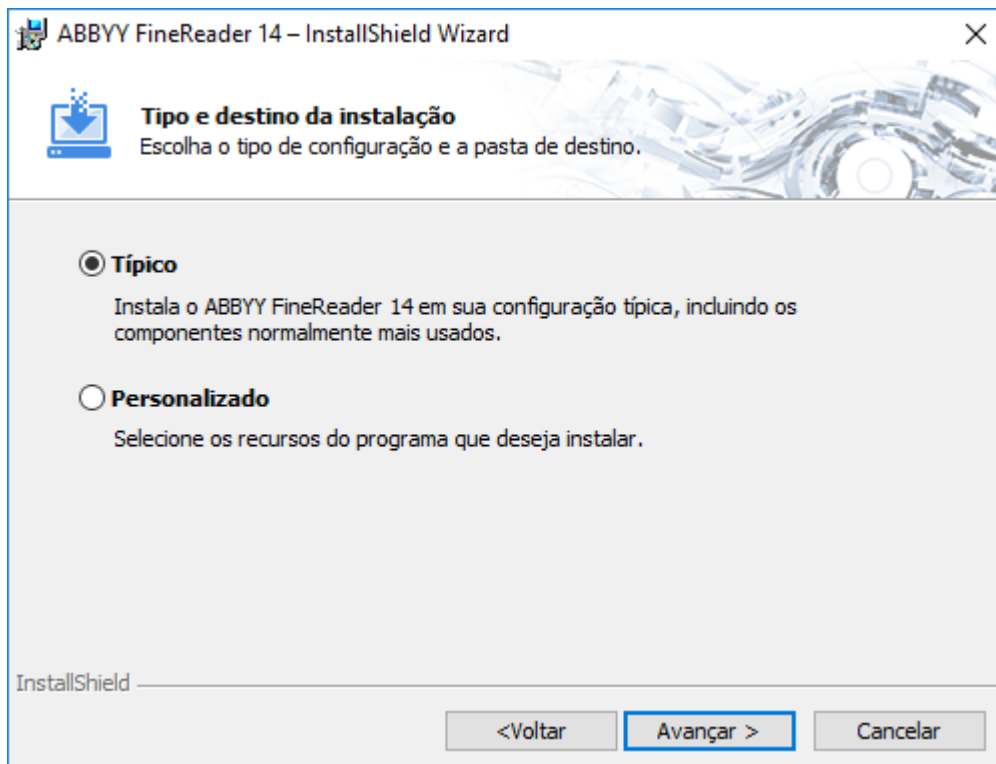 ABBYY FineReader 14 – InstallShield Wizard
Tipo e destino da instalação
Escolha o tipo de configuração e a pasta de destino.
Típico
Instala o ABBYY FineReader 14 em sua configuração típica, incluindo os
componentes normalmente mais usados.
Personalizado
Selecione os recursos do programa que deseja instalar.
InstallShield
<Voltar
Avançar >
Cancelar